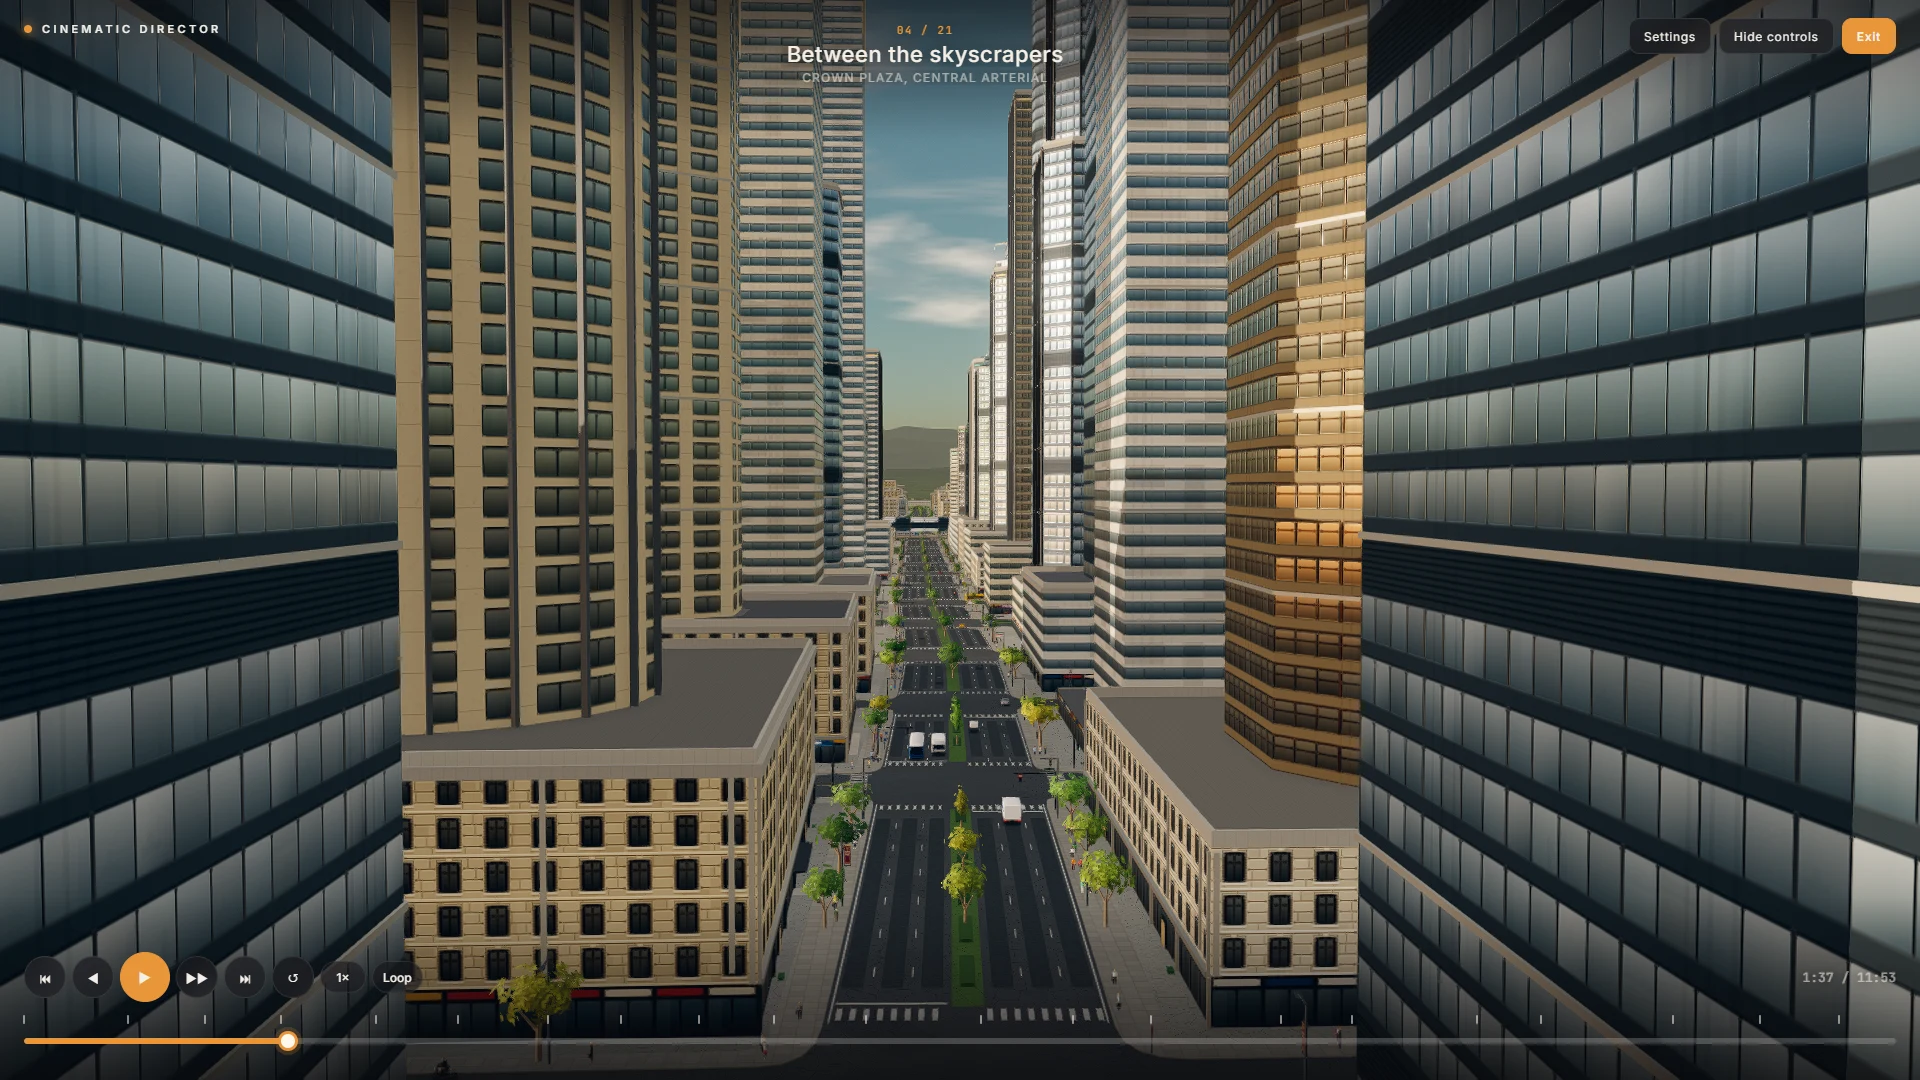 CINEMATIC DIRECTOR
04 / 21
Between the skyscrapers
CROWN PLAZA, CENTRAL ARTERIAL
Settings
Hide controls
Exit
1×
Loop
1:37 / 11:53